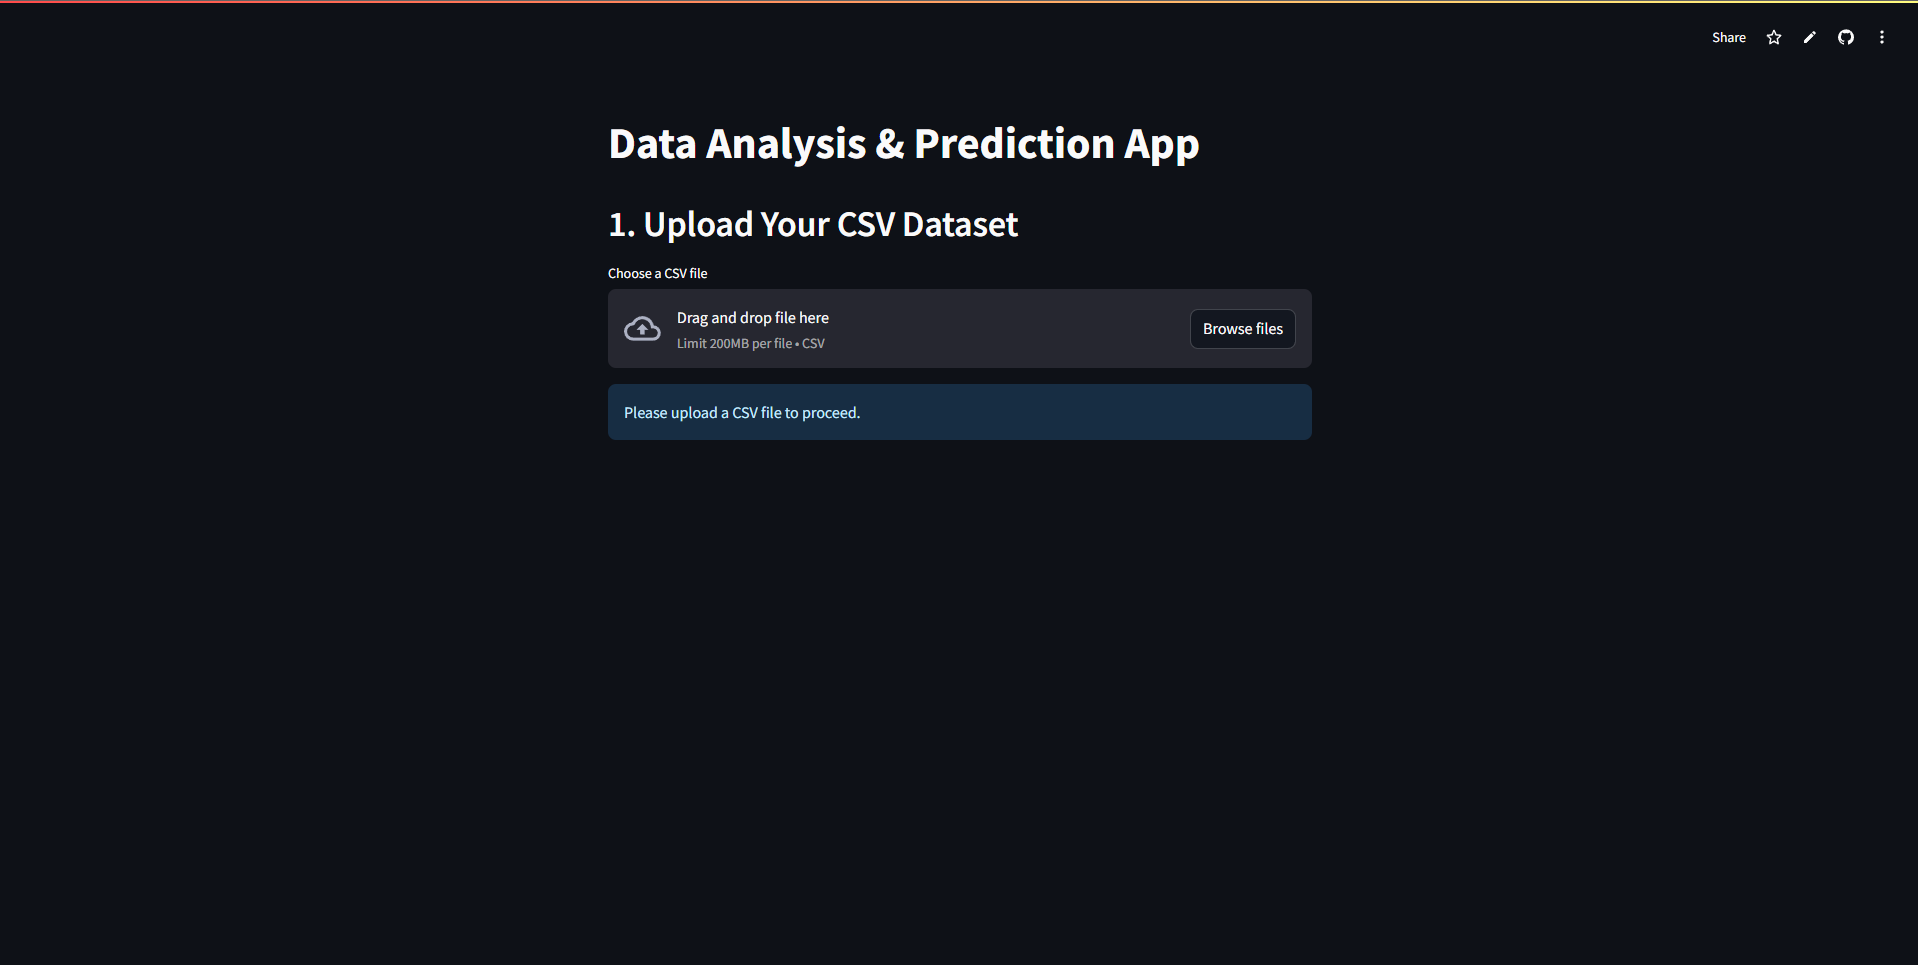 Share
Data Analysis & Prediction App
1. Upload Your CSV Dataset
Choose a CSV file
Drag and drop file here
Limit 200MB per file • CSV
Browse files
Please upload a CSV file to proceed.